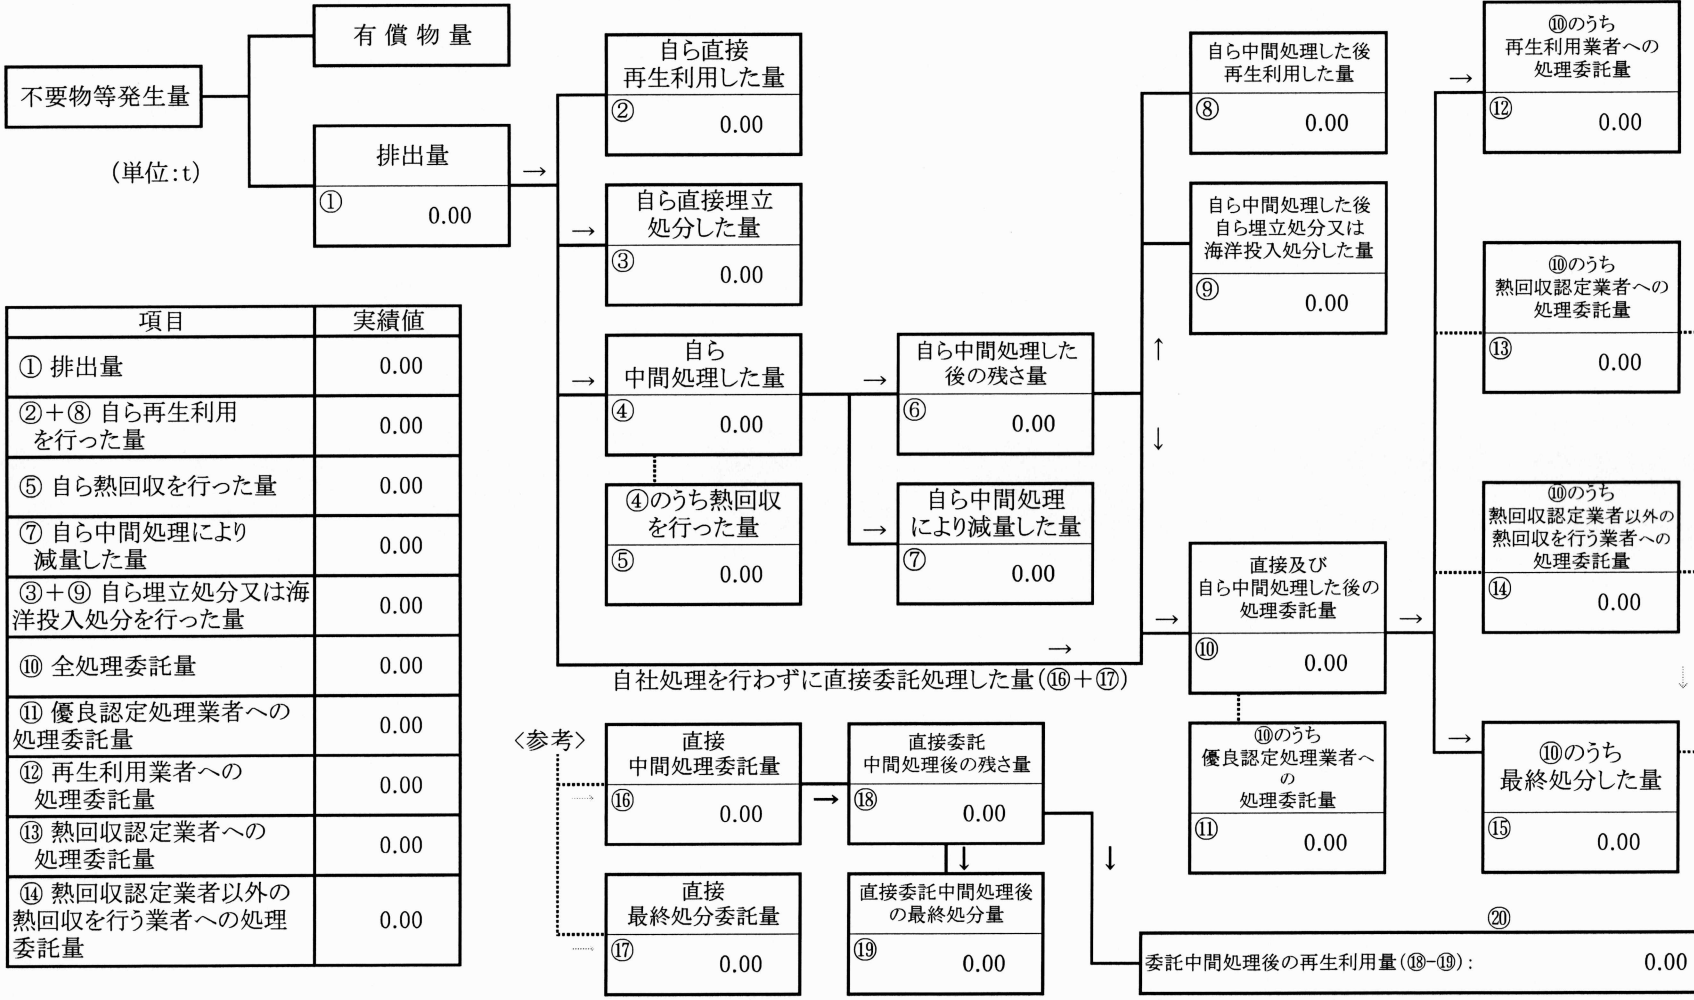 不要物等発生量
(単位:t)
有 償 物 量
排出量
① 0.00
→
自ら直接
再生利用した量
② 0.00
→
自ら直接埋立
処分した量
③ 0.00
→
自ら
中間処理した量
④ 0.00
④のうち熱回収
を行った量
⑤ 0.00
→
自ら中間処理した
後の残さ量
⑥ 0.00
→
自ら中間処理
により減量した量
⑦ 0.00
→
自社処理を行わずに直接委託処理した量(⑯+⑰)
自ら中間処理した後
再生利用した量
⑧ 0.00
自ら中間処理した後
自ら埋立処分又は
海洋投入処分した量
⑨ 0.00
↑
↓
→
直接及び
自ら中間処理した後の
処理委託量
⑩ 0.00
⑩のうち
優良認定処理業者へ
の
処理委託量
⑪ 0.00
→
→
⑩のうち
再生利用業者への
処理委託量
⑫ 0.00
⑩のうち
熱回収認定業者への
処理委託量
⑬ 0.00
⑩のうち
熱回収認定業者以外の
熱回収を行う業者への
処理委託量
⑭ 0.00
↓
→
⑩のうち
最終処分した量
⑮ 0.00
項目 実績値
① 排出量 0.00
②+⑧ 自ら再生利用
を行った量 0.00
⑤ 自ら熱回収を行った量 0.00
⑦ 自ら中間処理により
減量した量 0.00
③+⑨ 自ら埋立処分又は海
洋投入処分を行った量 0.00
⑩ 全処理委託量 0.00
⑪ 優良認定処理業者への
処理委託量 0.00
⑫ 再生利用業者への
処理委託量 0.00
⑬ 熱回収認定業者への
処理委託量 0.00
⑭ 熱回収認定業者以外の
熱回収を行う業者への処理
委託量 0.00
<参考>
→
直接
中間処理委託量
⑯ 0.00
→
直接
最終処分委託量
⑰ 0.00
→
直接委託
中間処理後の残さ量
⑱ 0.00
↓
直接委託中間処理後
の最終処分量
⑲ 0.00
↓
⑳
委託中間処理後の再生利用量(⑱-⑲): 0.00